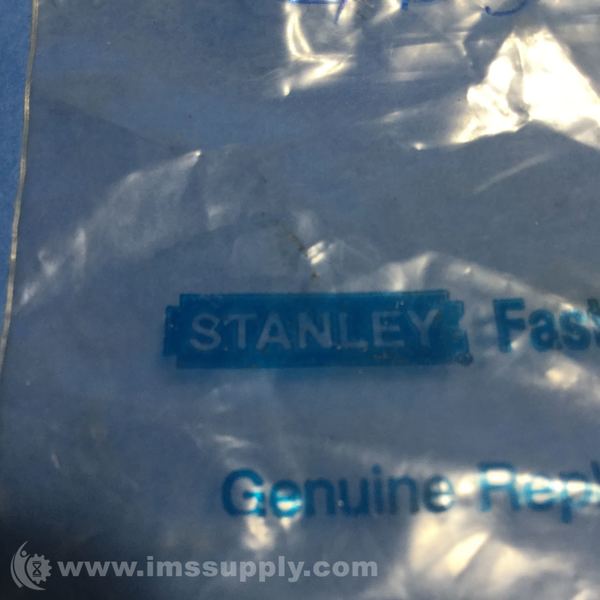 STANLEY® Fast
Genuine Repl
www.imssupply.com